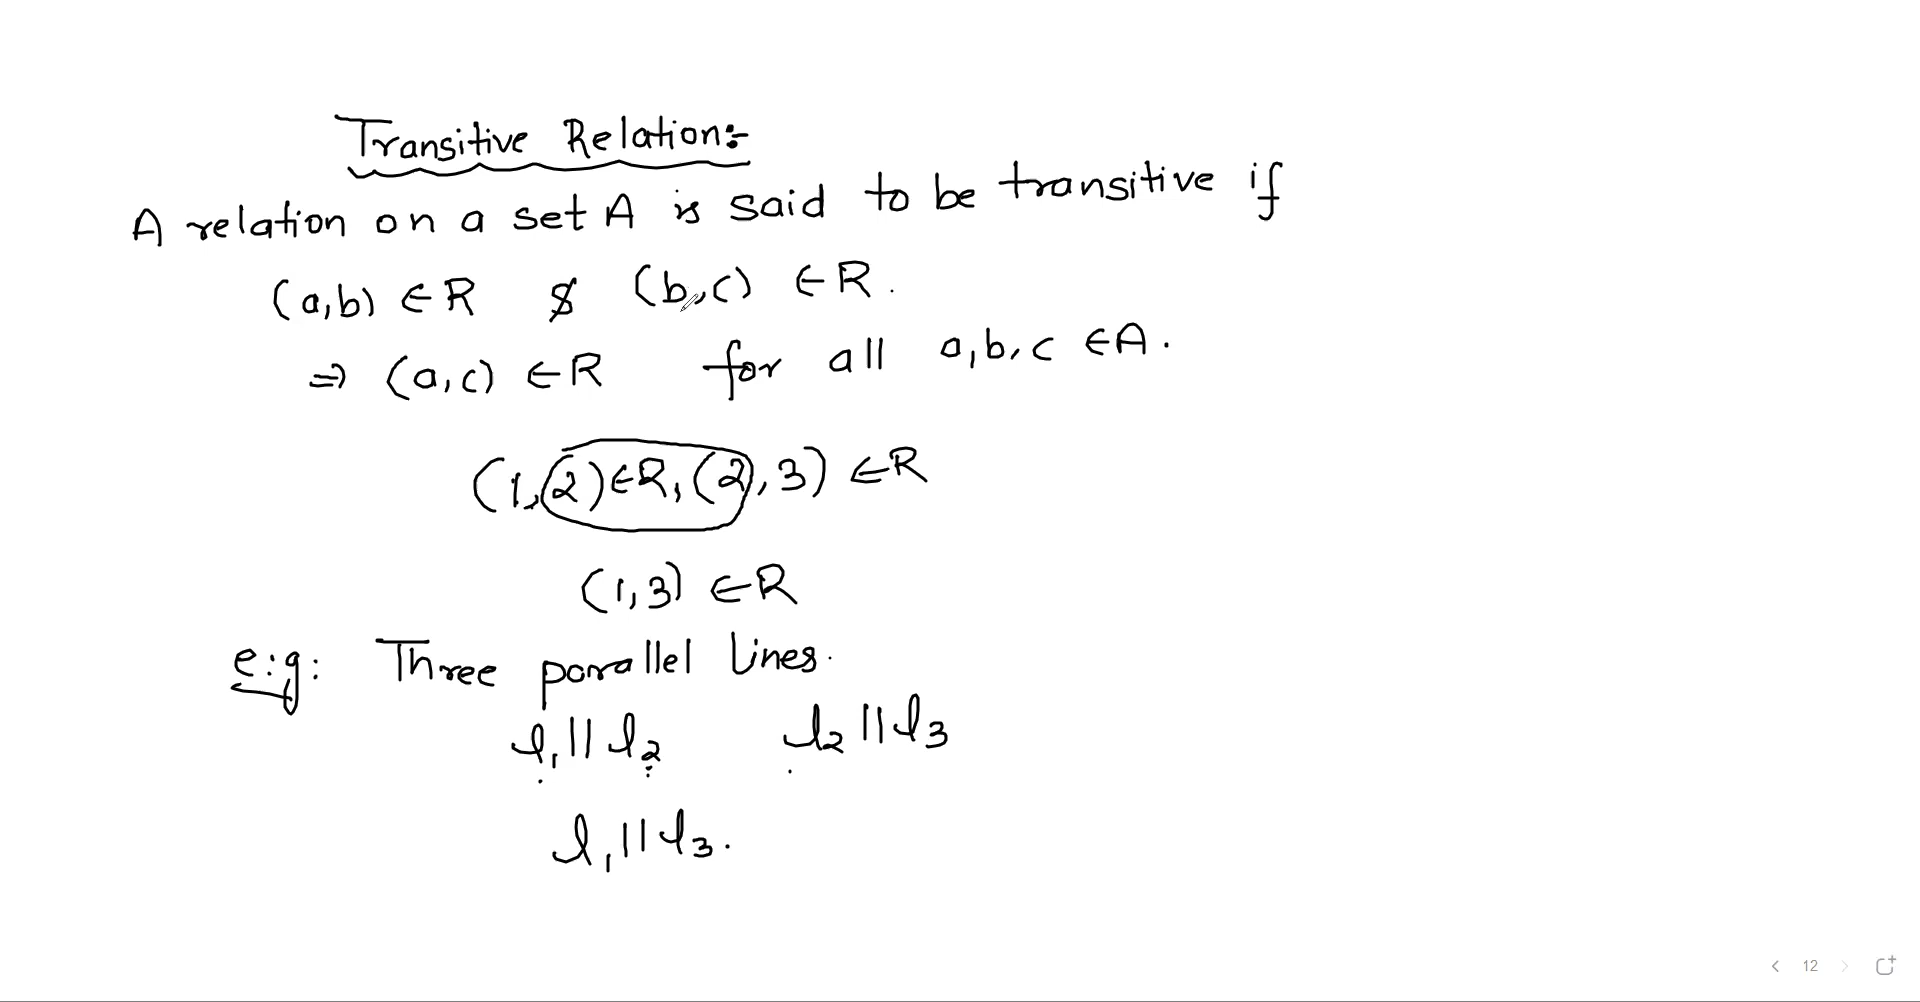 Transitive Relation:-
A relation on a set A is said to be transitive if
(a,b) ∈ R & (b,c) ∈ R.
⇒ (a,c) ∈ R for all a,b,c ∈ A.
(1,2) ∈ R, (2,3) ∈ R
(1,3) ∈ R
e.g: Three parallel lines.
l₁ || l₂ l₂ || l₃
l₁ || l₃.
12